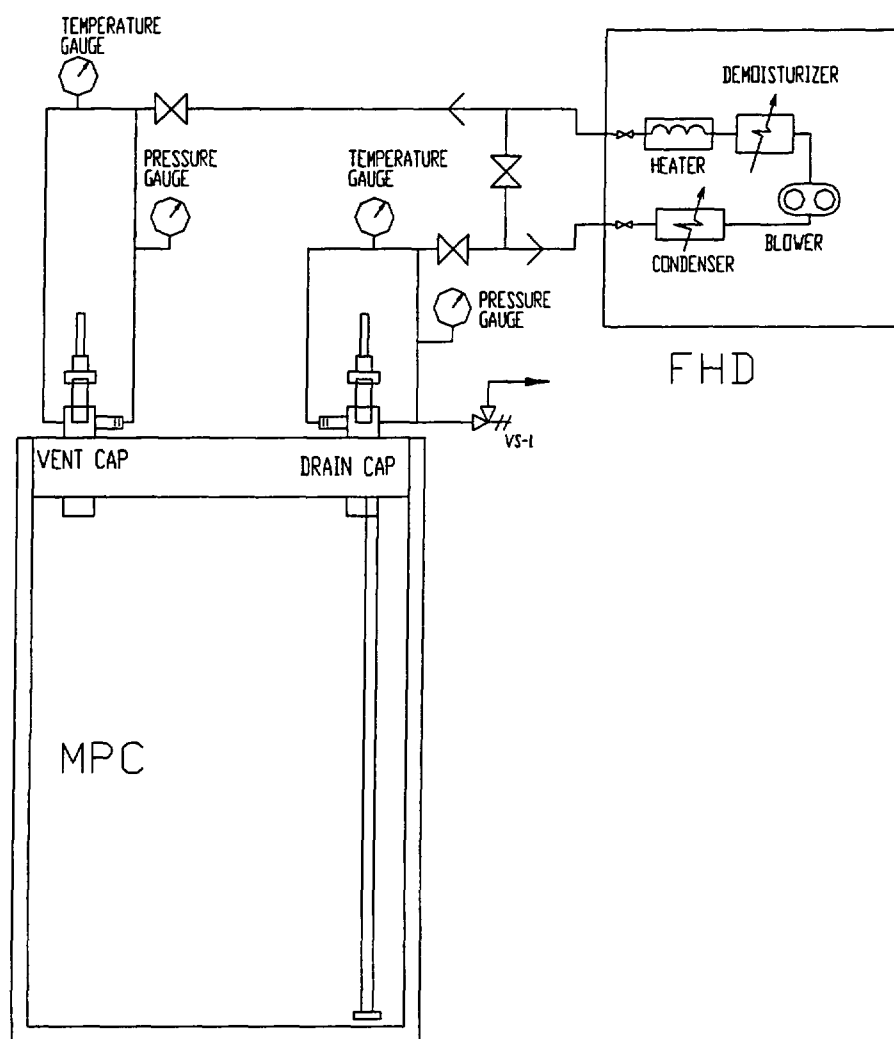 TEMPERATURE
GAUGE
DEMOISTURIZER
PRESSURE
GAUGE
TEMPERATURE
GAUGE
HEATER
CONDENSER
BLOWER
PRESSURE
GAUGE
FHD
VS-1
VENT CAP
DRAIN CAP
MPC